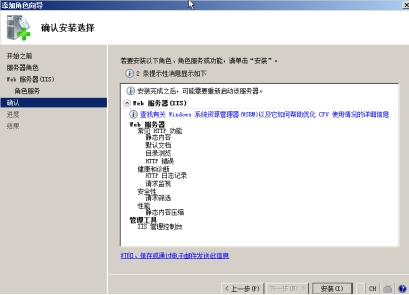 添加角色向导
确认安装选择
开始之前
服务器角色
Web 服务器(IIS)
角色服务
确认
进度
结果
若要安装以下角色、角色服务或功能，请单击“安装”。
2 条提示性消息显示如下
安装完成之后，可能需要重新启动该服务器。
Web 服务器(IIS)
查找有关 Windows 系统资源管理器(WSRM)以及它如何帮助优化 CPU 使用情况的详细信息
Web 服务器
常见 HTTP 功能
静态内容
默认文档
目录浏览
HTTP 错误
健康和诊断
HTTP 日志记录
请求监视
安全性
请求筛选
性能
静态内容压缩
管理工具
IIS 管理控制台
打印、保存或通过电子邮件发送此信息
< 上一步(P)
下一步(N) >
安装(I)
CH